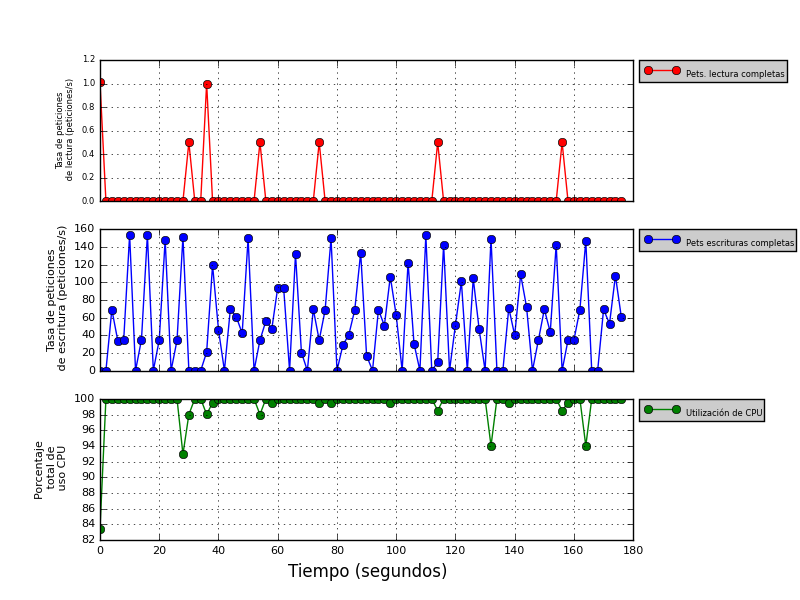 1.2
1.0
0.8
0.6
0.4
0.2
0.0
Tasa de peticiones
de lectura (peticiones/s)
Pets. lectura completas
160
140
120
100
80
60
40
20
0
Tasa de peticiones
de escritura (peticiones/s)
Pets escrituras completas
100
98
96
94
92
90
88
86
84
82
Porcentaje
total de
uso CPU
Utilización de CPU
0 20 40 60 80 100 120 140 160 180
Tiempo (segundos)